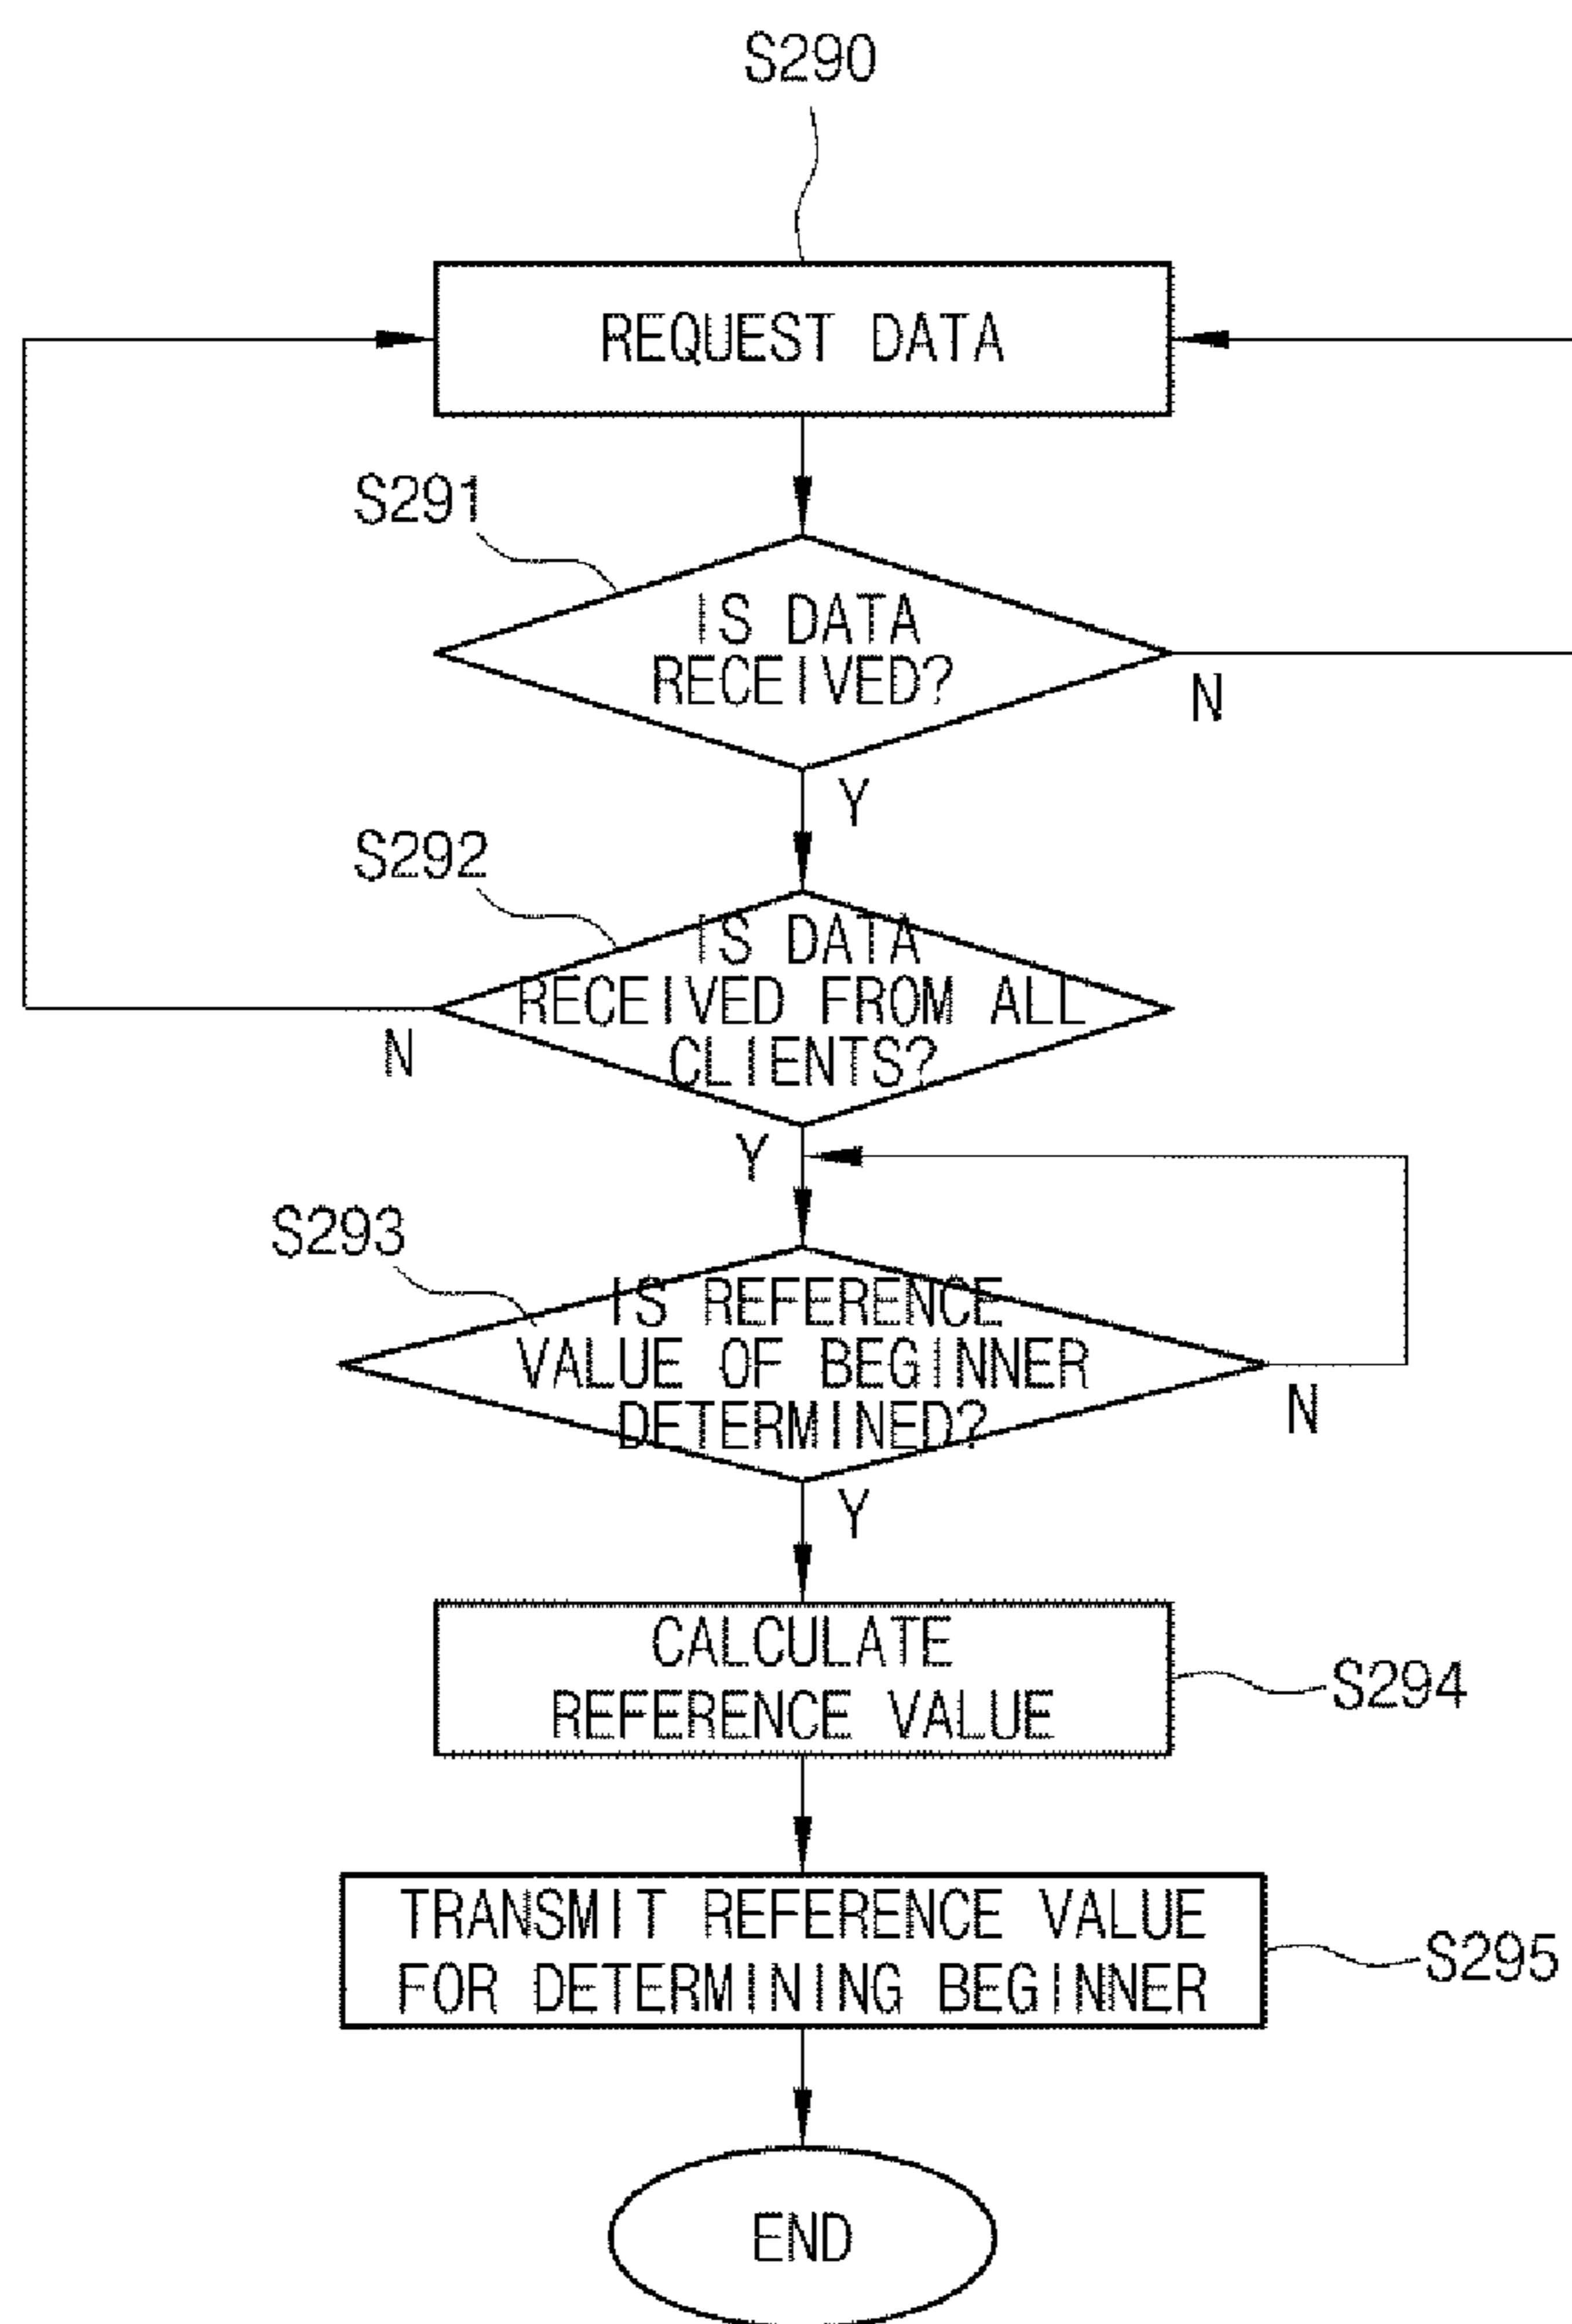 S290
REQUEST DATA
S291
IS DATA
RECEIVED?
N
Y
S292
IS DATA
RECEIVED FROM ALL
CLIENTS?
N
Y
S293
IS REFERENCE
VALUE OF BEGINNER
DETERMINED?
N
Y
CALCULATE
REFERENCE VALUE
S294
TRANSMIT REFERENCE VALUE
FOR DETERMINING BEGINNER
S295
END